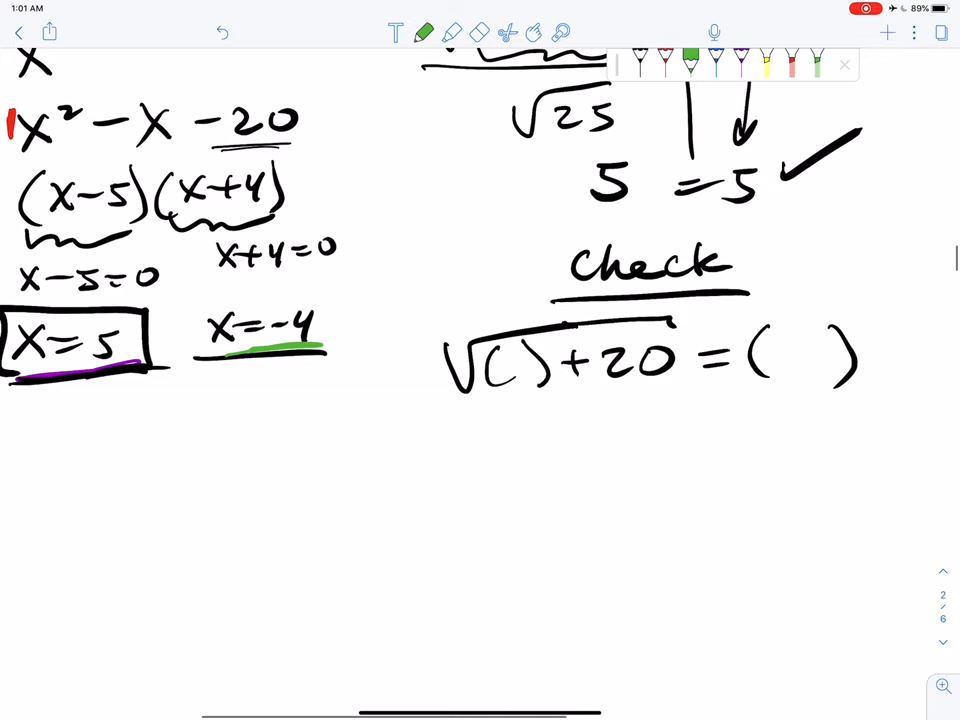 1:01 AM
89%
T
x
1x² - x - 20
(x-5)(x+4)
x-5=0
x+4=0
x=5
x=-4
√25
5 = 5 ✓
check
√( )+20 = ( )
2
/
6